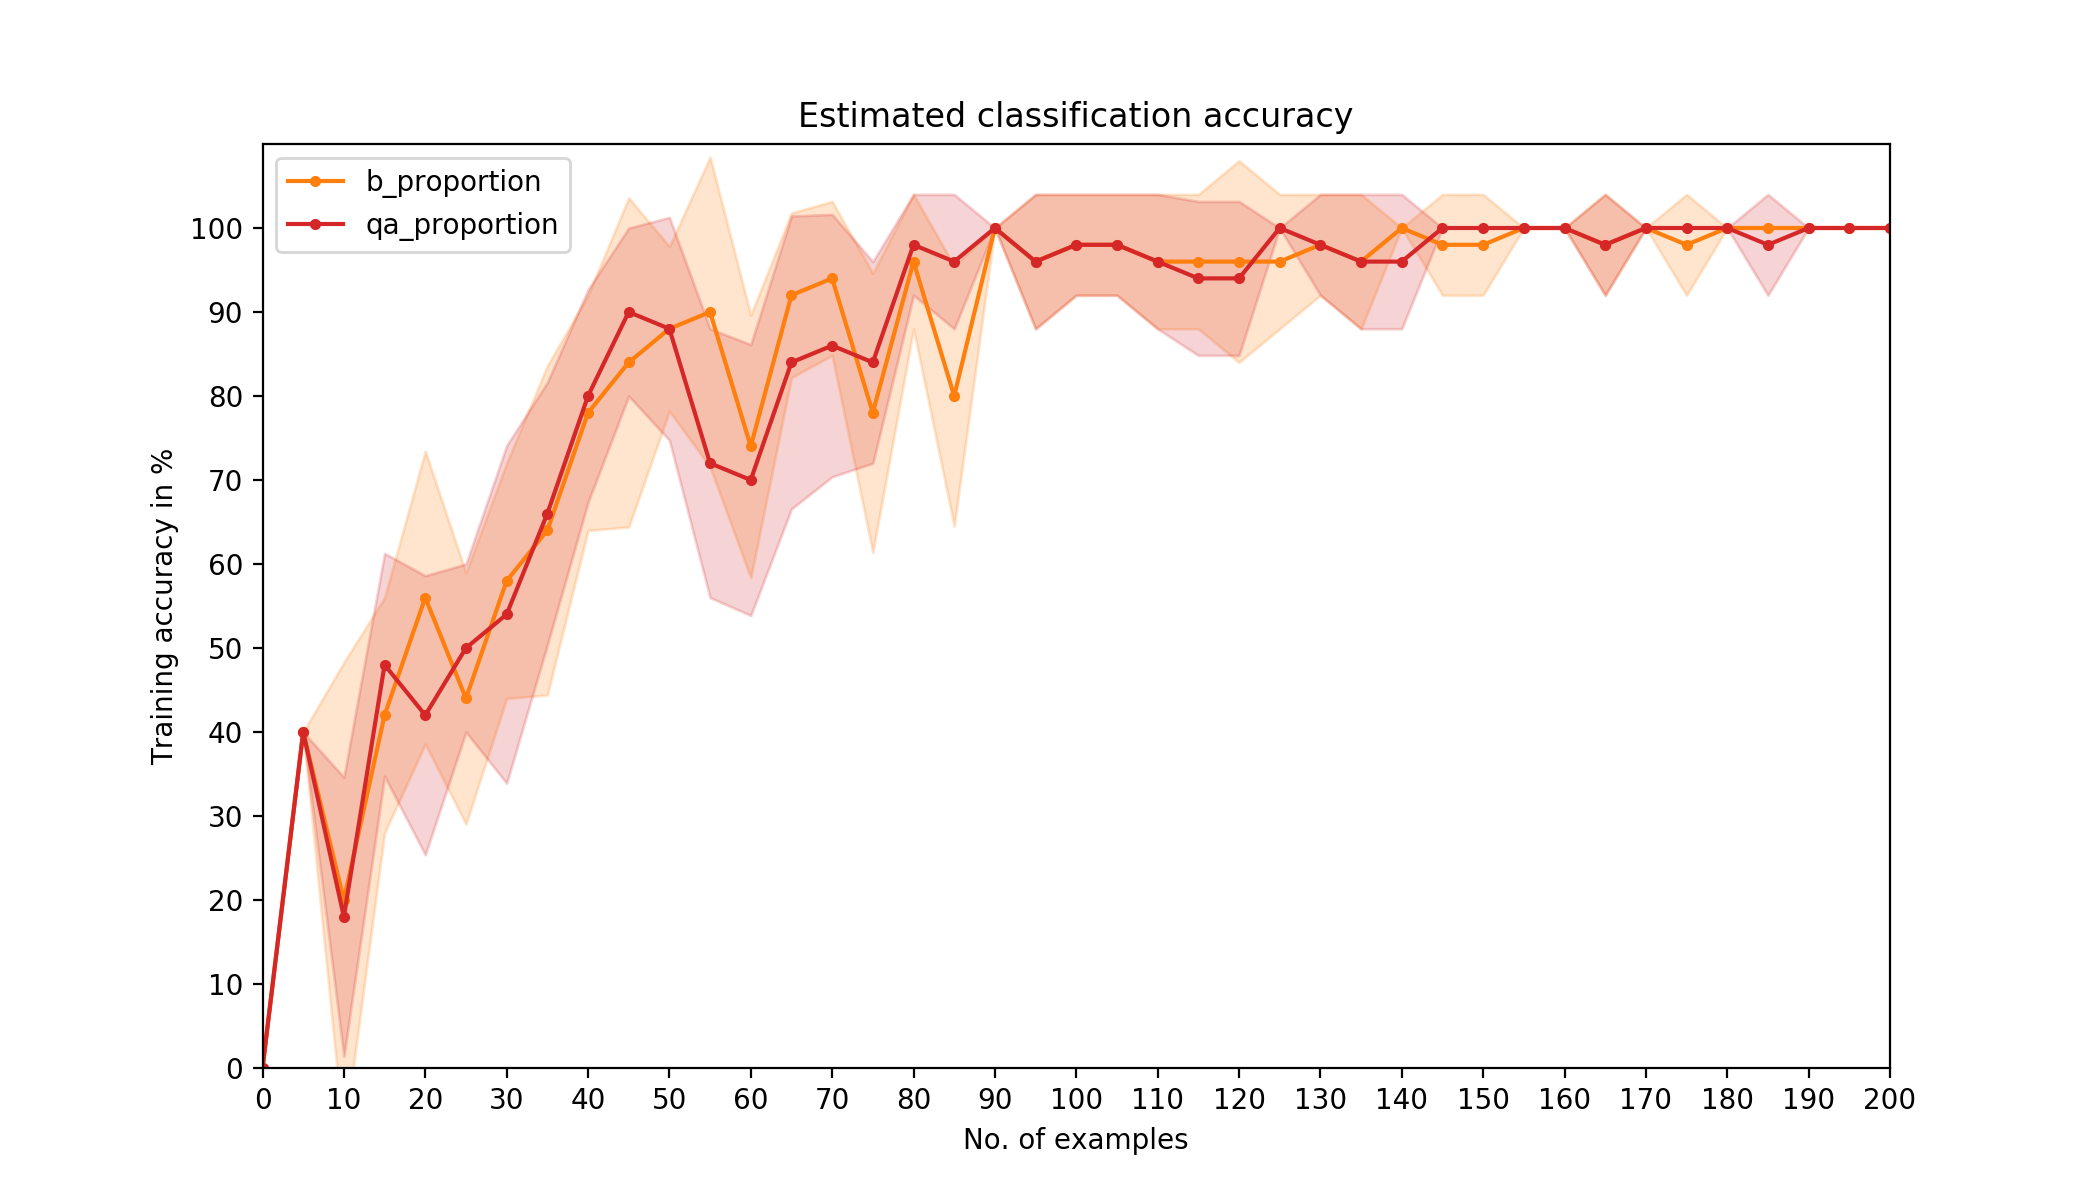 Estimated classification accuracy
b_proportion
qa_proportion
Training accuracy in %
100
90
80
70
60
50
40
30
20
10
0
0 10 20 30 40 50 60 70 80 90 100 110 120 130 140 150 160 170 180 190 200
No. of examples